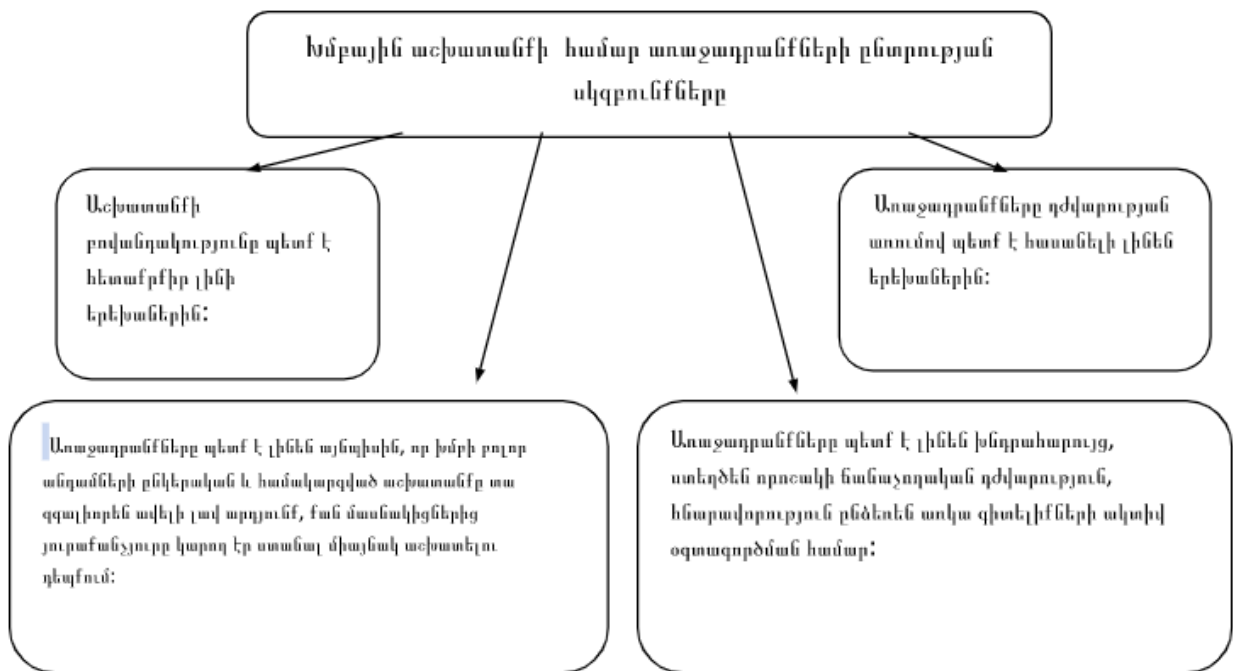 Խմբային աշխատանքի համար առաջադրանքների ընտրության
սկզբունքները
Աշխատանքի
բովանդակությունը պետք է
հետաքրքիր լինի
երեխաներին:
Առաջադրանքները դժվարության
առումով պետք է հասանելի լինեն
երեխաներին:
Առաջադրանքները պետք է լինեն այնպիսին, որ խմբի բոլոր
անդամների ընկերական և համակարգված աշխատանքը տա
զգալիորեն ավելի լավ արդյունք, քան մասնակիցներից
յուրաքանչյուրը կարող էր ստանալ միայնակ աշխատելու
դեպքում:
Առաջադրանքները պետք է լինեն խնդրահարույց,
ստեղծեն որոշակի ճանաչողական դժվարություն,
հնարավորություն ընձեռեն առկա գիտելիքների ակտիվ
օգտագործման համար: